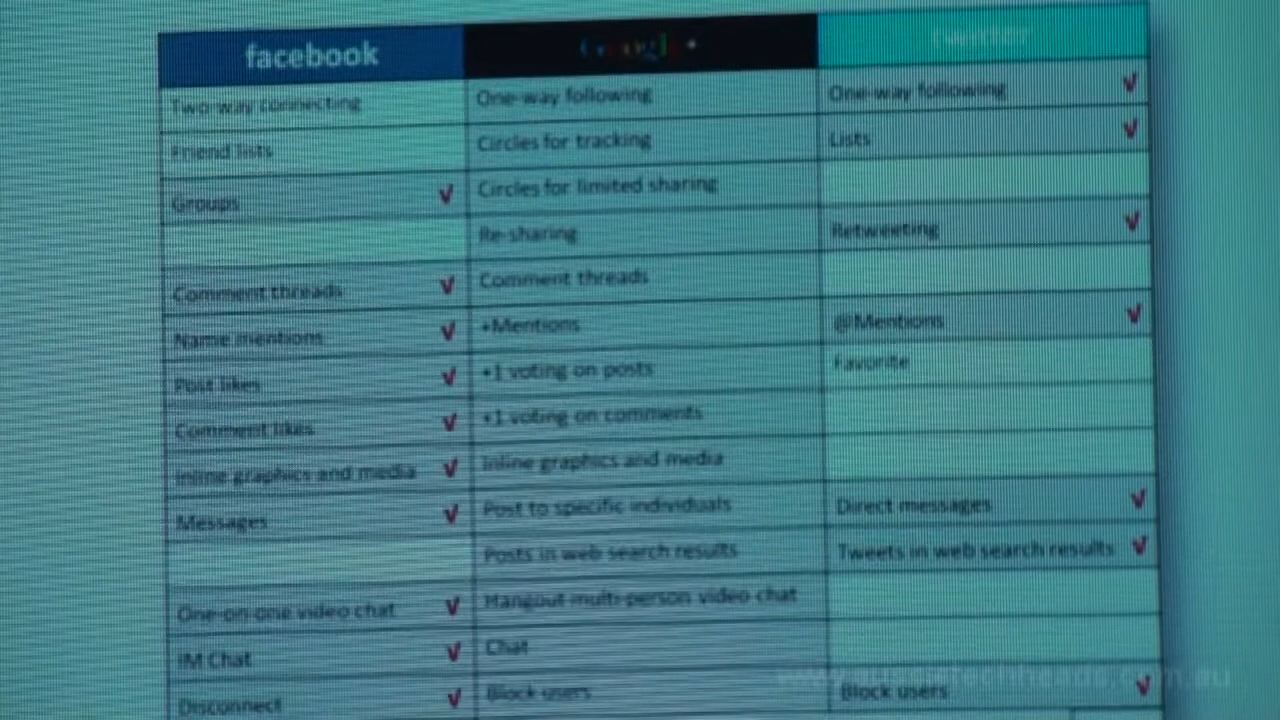 facebook Google + twitter
Two-way connecting One-way following One-way following √
Friend lists Circles for tracking Lists √
Groups √ Circles for limited sharing
Re-sharing Retweeting √
Comment threads √ Comment threads
Name mentions √ +Mentions @Mentions √
Post likes √ +1 voting on posts Favorite
Comment likes √ +1 voting on comments
Inline graphics and media √ Inline graphics and media
Messages √ Post to specific individuals Direct messages √
Posts in web search results Tweets in web search results √
One-on-one video chat √ Hangout multi-person video chat
IM Chat √ Chat
Disconnect √ Block users Block users √